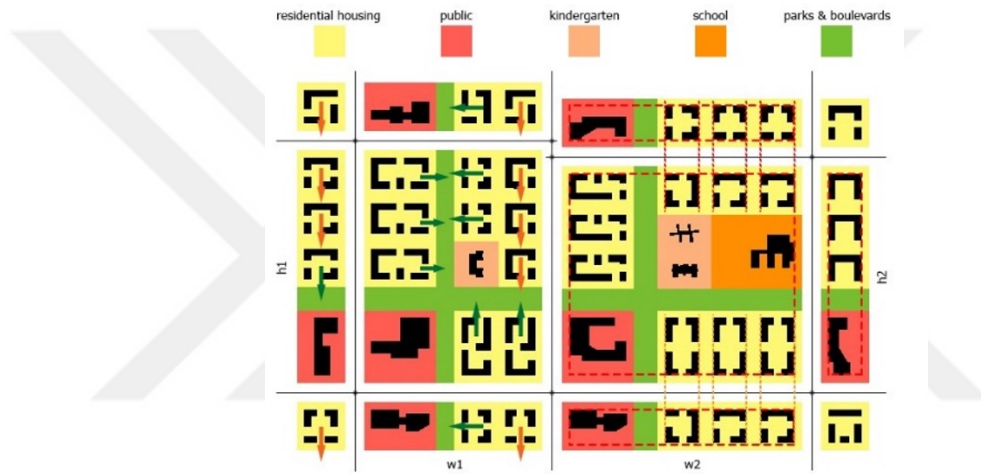 residential housing public kindergarten school parks & boulevards
h1
h2
w1 w2